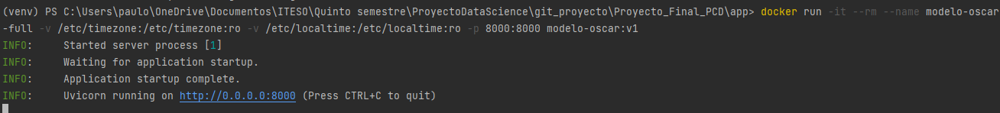 (venv) PS C:\Users\paulo\OneDrive\Documentos\ITESO\Quinto semestre\ProyectoDataScience\git_proyecto\Proyecto_Final_PCD\app> docker run -it --rm --name modelo-oscar
-full -v /etc/timezone:/etc/timezone:ro -v /etc/localtime:/etc/localtime:ro -p 8000:8000 modelo-oscar:v1
INFO:     Started server process [1]
INFO:     Waiting for application startup.
INFO:     Application startup complete.
INFO:     Uvicorn running on http://0.0.0.0:8000 (Press CTRL+C to quit)